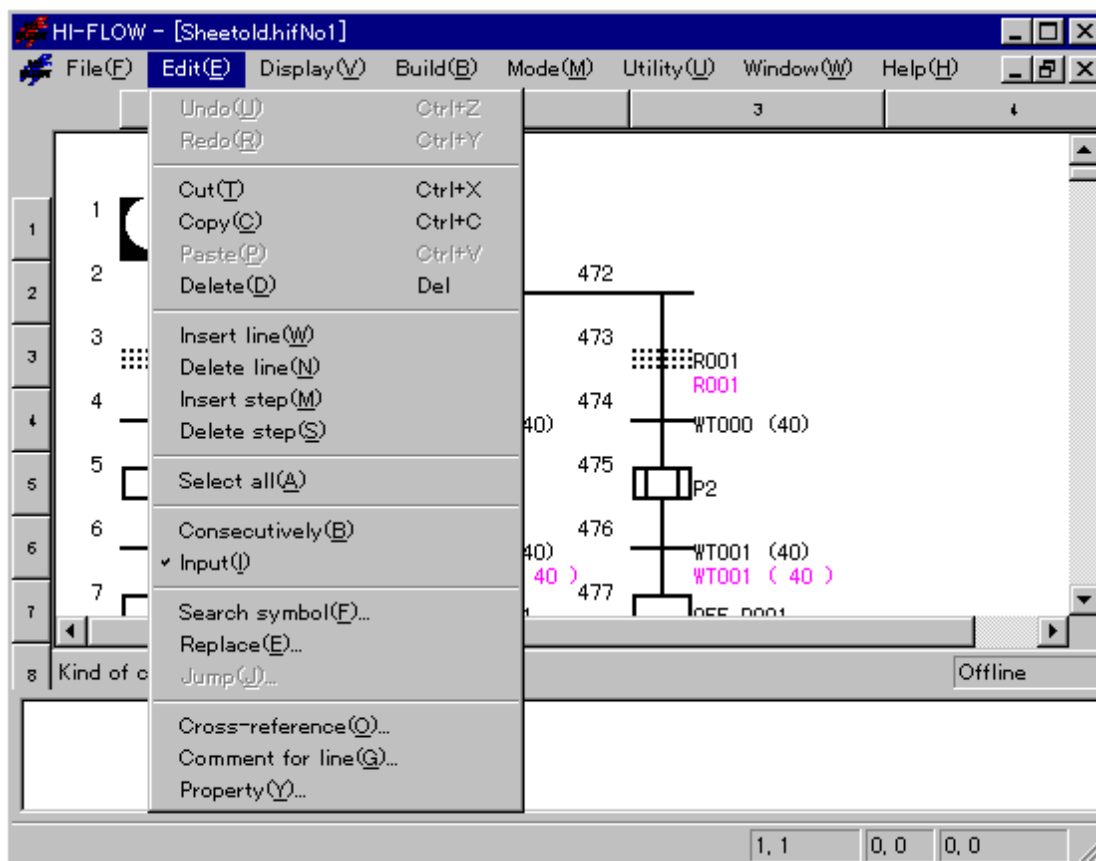 HI-FLOW - [Sheetold.hifNo1]
File(F) Edit(E) Display(V) Build(B) Mode(M) Utility(U) Window(W) Help(H)
3 4
Undo(U) Ctrl+Z
Redo(R) Ctrl+Y
Cut(T) Ctrl+X
Copy(C) Ctrl+C
Paste(P) Ctrl+V
Delete(D) Del
Insert line(W)
Delete line(N)
Insert step(M)
Delete step(S)
Select all(A)
Consecutively(B)
✓ Input(I)
Search symbol(F)...
Replace(E)...
Jump(J)...
Cross-reference(O)...
Comment for line(G)...
Property(Y)...
1 1
2 2 472
3 3 473
R001
R001
4 4 40) 474 WT000 (40)
5 5 475 P2
6 6 40) 476 WT001 (40)
40 ) WT001 ( 40 )
7 7 477
8 Kind of c Offline
1, 1 0, 0 0, 0